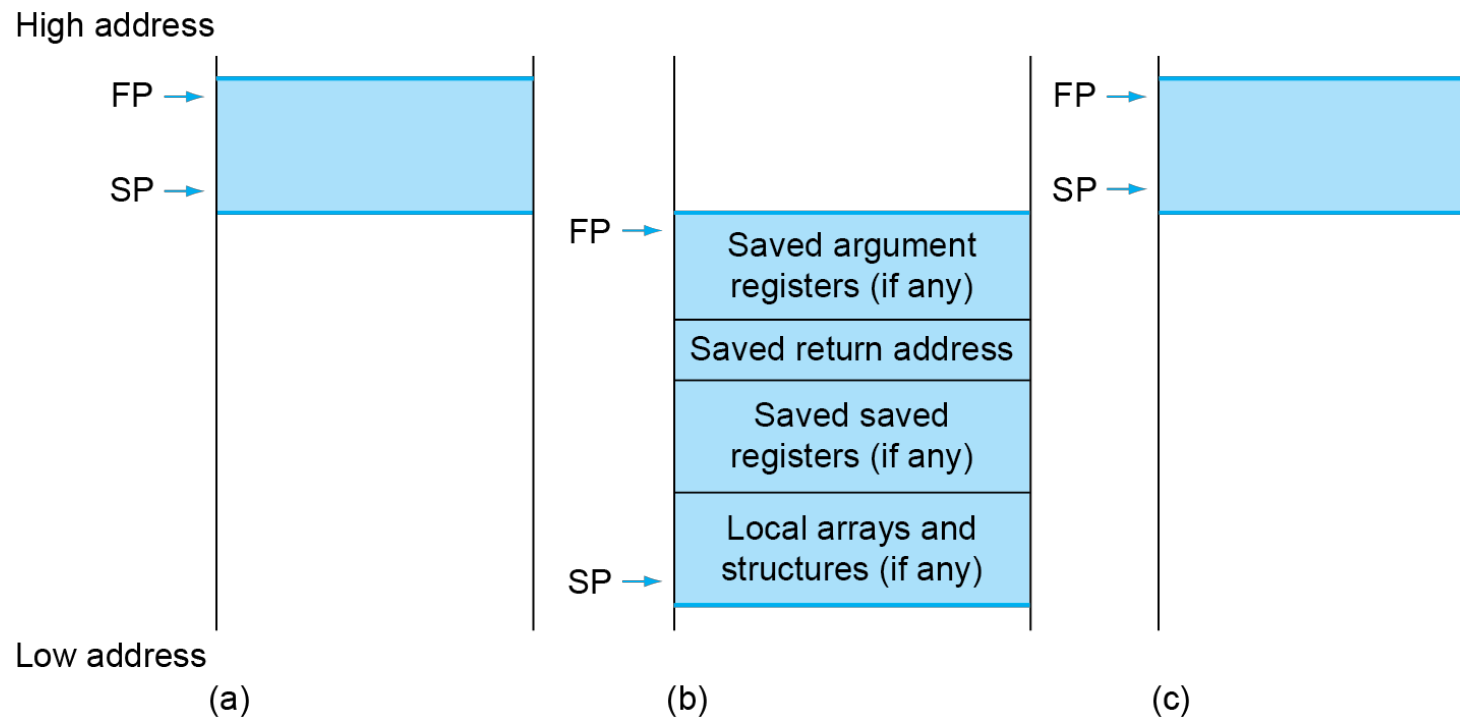 High address
FP
SP
FP
Saved argument
registers (if any)
Saved return address
Saved saved
registers (if any)
Local arrays and
structures (if any)
SP
FP
SP
Low address
(a)
(b)
(c)